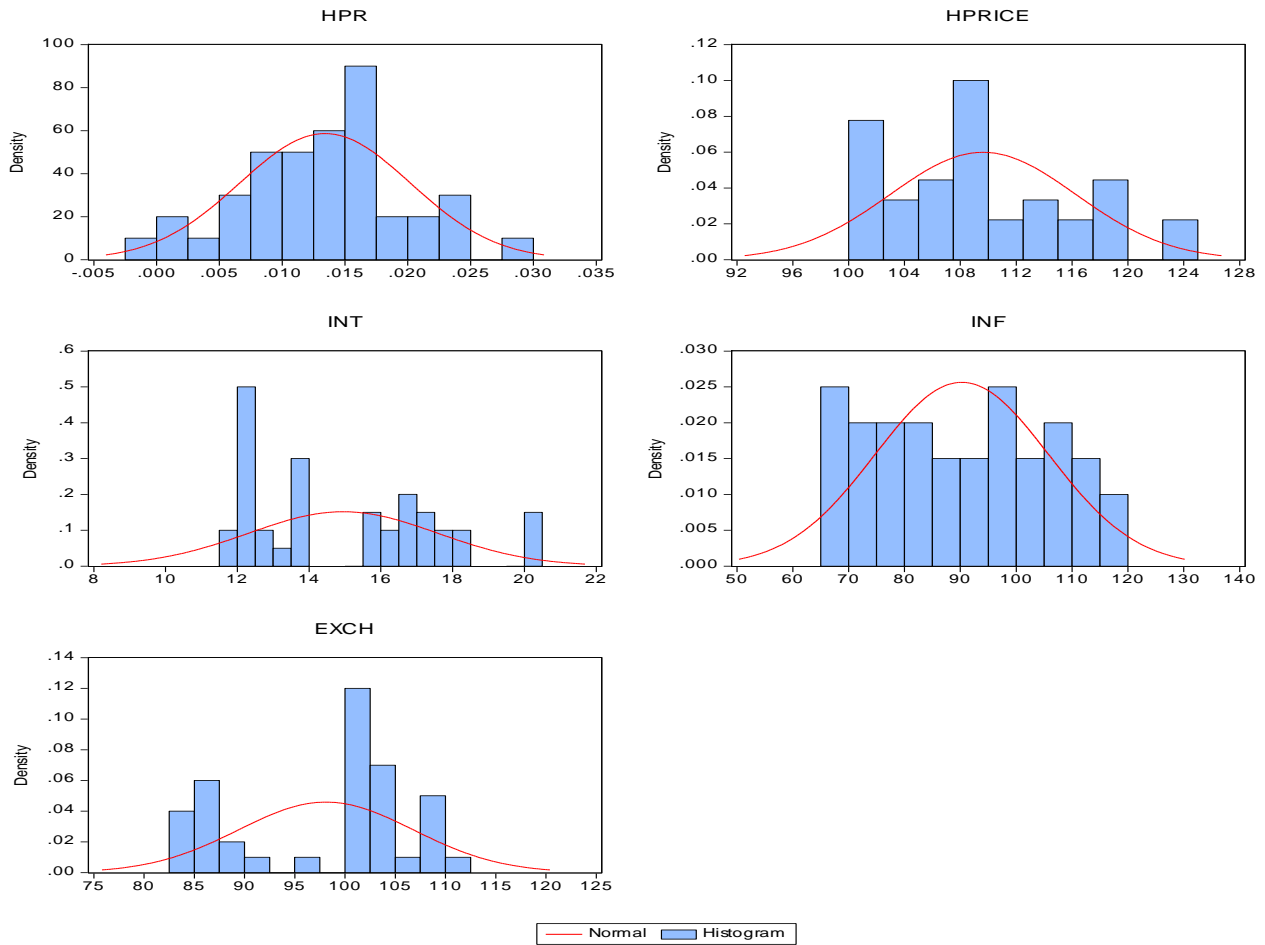 HPR
100
80
60
40
20
0
Density
-.005 .000 .005 .010 .015 .020 .025 .030 .035
HPRICE
.12
.10
.08
.06
.04
.02
.00
Density
92 96 100 104 108 112 116 120 124 128
INT
.6
.5
.4
.3
.2
.1
.0
Density
8 10 12 14 16 18 20 22
INF
.030
.025
.020
.015
.010
.005
.000
Density
50 60 70 80 90 100 110 120 130 140
EXCH
.14
.12
.10
.08
.06
.04
.02
.00
Density
75 80 85 90 95 100 105 110 115 120 125
Normal Histogram